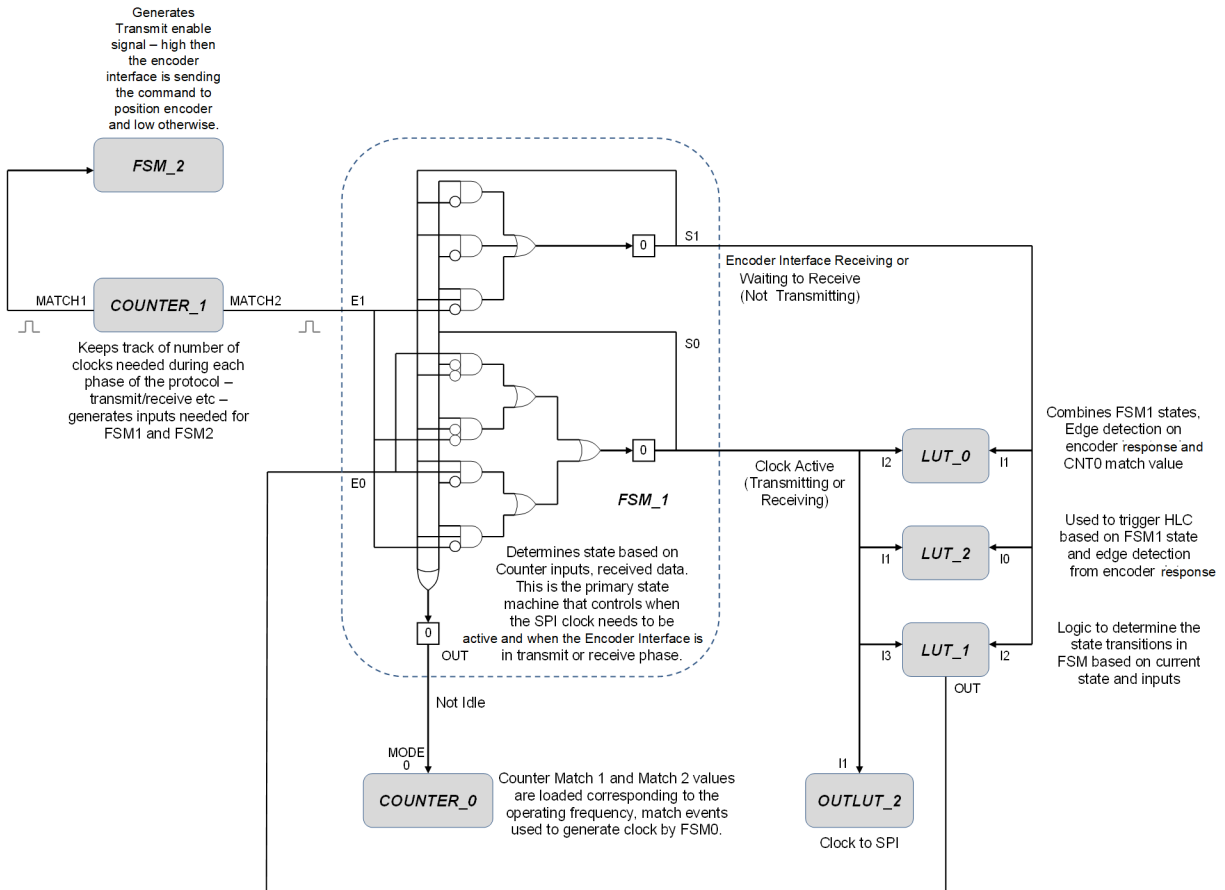 Generates
Transmit enable
signal – high then
the encoder
interface is sending
the command to
position encoder
and low otherwise.
FSM_2
MATCH1
COUNTER_1
MATCH2
Keeps track of number of
clocks needed during each
phase of the protocol –
transmit/receive etc –
generates inputs needed for
FSM1 and FSM2
E1
E0
0
S1
Encoder Interface Receiving or
Waiting to Receive
(Not Transmitting)
S0
0
FSM_1
Clock Active
(Transmitting or
Receiving)
Determines state based on
Counter inputs, received data.
This is the primary state
machine that controls when
the SPI clock needs to be
active and when the Encoder Interface is
in transmit or receive phase.
0
OUT
Not Idle
MODE
0
COUNTER_0
Counter Match 1 and Match 2 values
are loaded corresponding to the
operating frequency, match events
used to generate clock by FSM0.
I2
LUT_0
I1
Combines FSM1 states,
Edge detection on
encoder response and
CNT0 match value
I1
LUT_2
I0
Used to trigger HLC
based on FSM1 state
and edge detection
from encoder response
I3
LUT_1
I2
OUT
Logic to determine the
state transitions in
FSM based on current
state and inputs
I1
OUTLUT_2
Clock to SPI